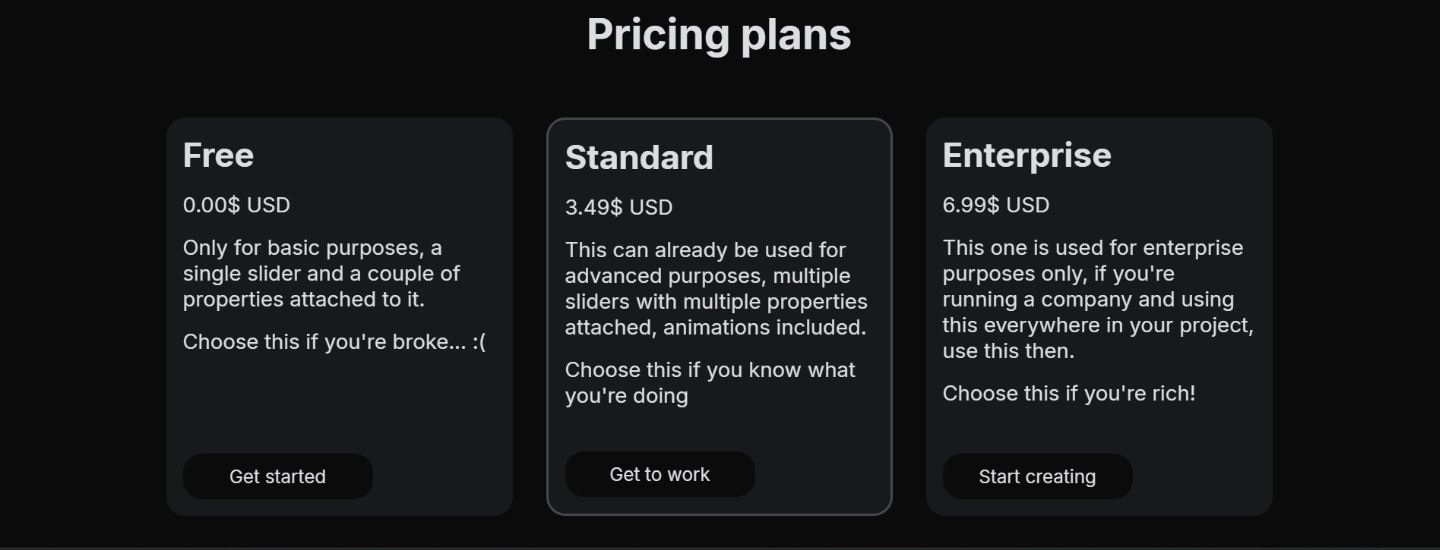 Pricing plans
Free
0.00$ USD
Only for basic purposes, a
single slider and a couple of
properties attached to it.
Choose this if you're broke... :(
Get started
Standard
3.49$ USD
This can already be used for
advanced purposes, multiple
sliders with multiple properties
attached, animations included.
Choose this if you know what
you're doing
Get to work
Enterprise
6.99$ USD
This one is used for enterprise
purposes only, if you're
running a company and using
this everywhere in your project,
use this then.
Choose this if you're rich!
Start creating